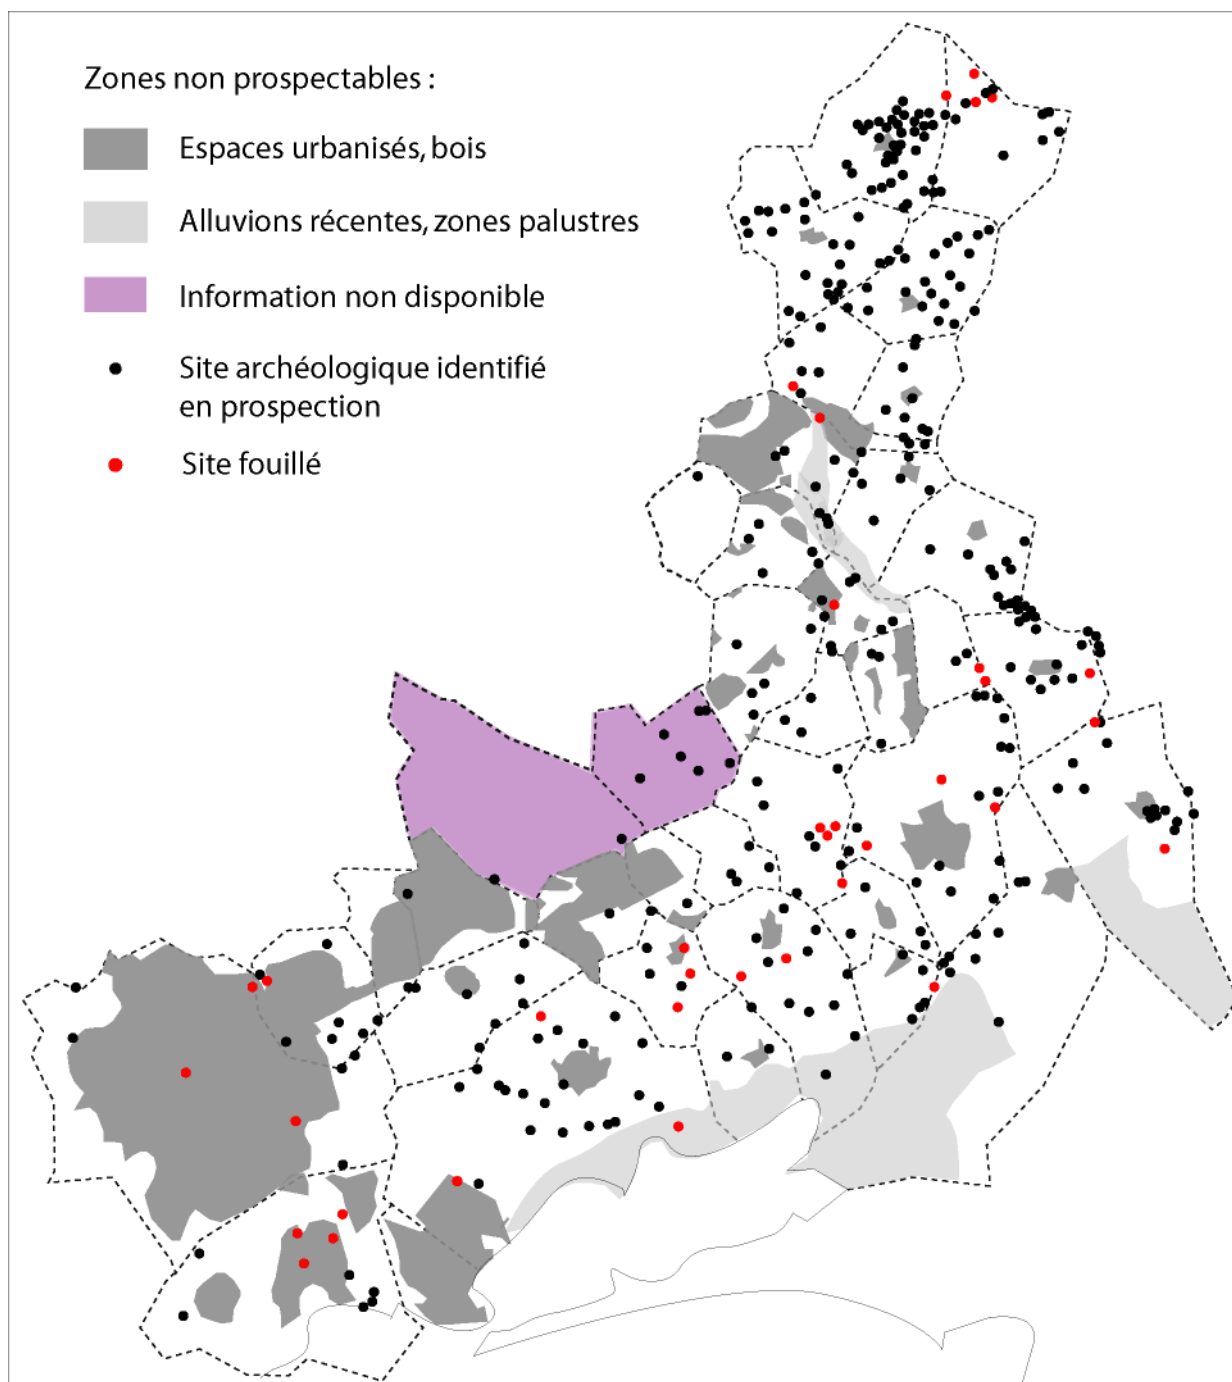 Zones non prospectables :
Espaces urbanisés, bois
Alluvions récentes, zones palustres
Information non disponible
Site archéologique identifié
en prospection
Site fouillé